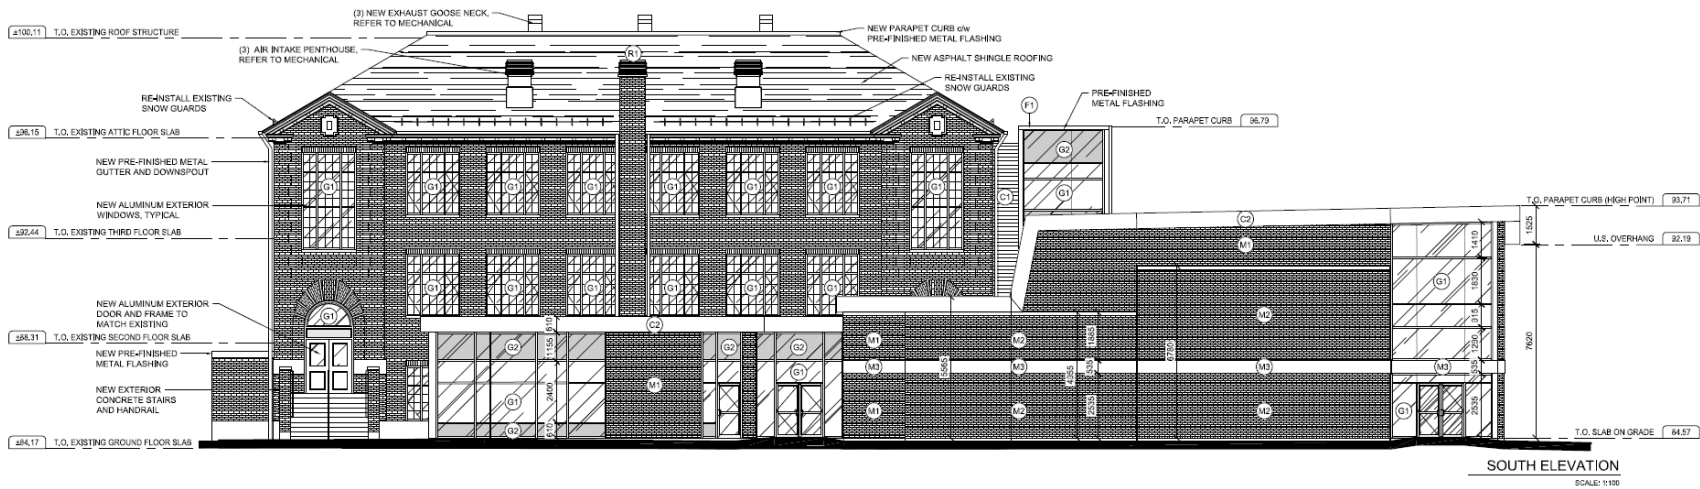 (3) NEW EXHAUST GOOSE NECK,
REFER TO MECHANICAL
NEW PARAPET CURB c/w
PRE-FINISHED METAL FLASHING
±100.11 T.O. EXISTING ROOF STRUCTURE
(3) AIR INTAKE PENTHOUSE,
REFER TO MECHANICAL
R1
NEW ASPHALT SHINGLE ROOFING
RE-INSTALL EXISTING
SNOW GUARDS
RE-INSTALL EXISTING
SNOW GUARDS
F1
PRE-FINISHED
METAL FLASHING
T.O. PARAPET CURB 96.79
±96.15 T.O. EXISTING ATTIC FLOOR SLAB
NEW PRE-FINISHED METAL
GUTTER AND DOWNSPOUT
G2
G1 G1 G1 G1 G1 G1 G1 G1 C1 G1
NEW ALUMINUM EXTERIOR
WINDOWS, TYPICAL
T.O. PARAPET CURB (HIGH POINT) 93.71
C2
1525
±92.44 T.O. EXISTING THIRD FLOOR SLAB
M1
1410
U.S. OVERHANG 92.19
G1 G1 G1 G1 G1 G1
G1
1830
NEW ALUMINUM EXTERIOR
DOOR AND FRAME TO
MATCH EXISTING
G1
C2
610
M2
315
±88.31 T.O. EXISTING SECOND FLOOR SLAB
G2 G2 G2
1155
M1 M2
1885
6760
1290
7620
NEW PRE-FINISHED
METAL FLASHING
G1
M3 M3
5565
4955
535
M3 M3
535
NEW EXTERIOR
CONCRETE STAIRS
AND HANDRAIL
G1
2400
M1
M1 M2
2535
M2
G1
2535
G2
610
±84.17 T.O. EXISTING GROUND FLOOR SLAB
T.O. SLAB ON GRADE 84.57
SOUTH ELEVATION
SCALE: 1:100